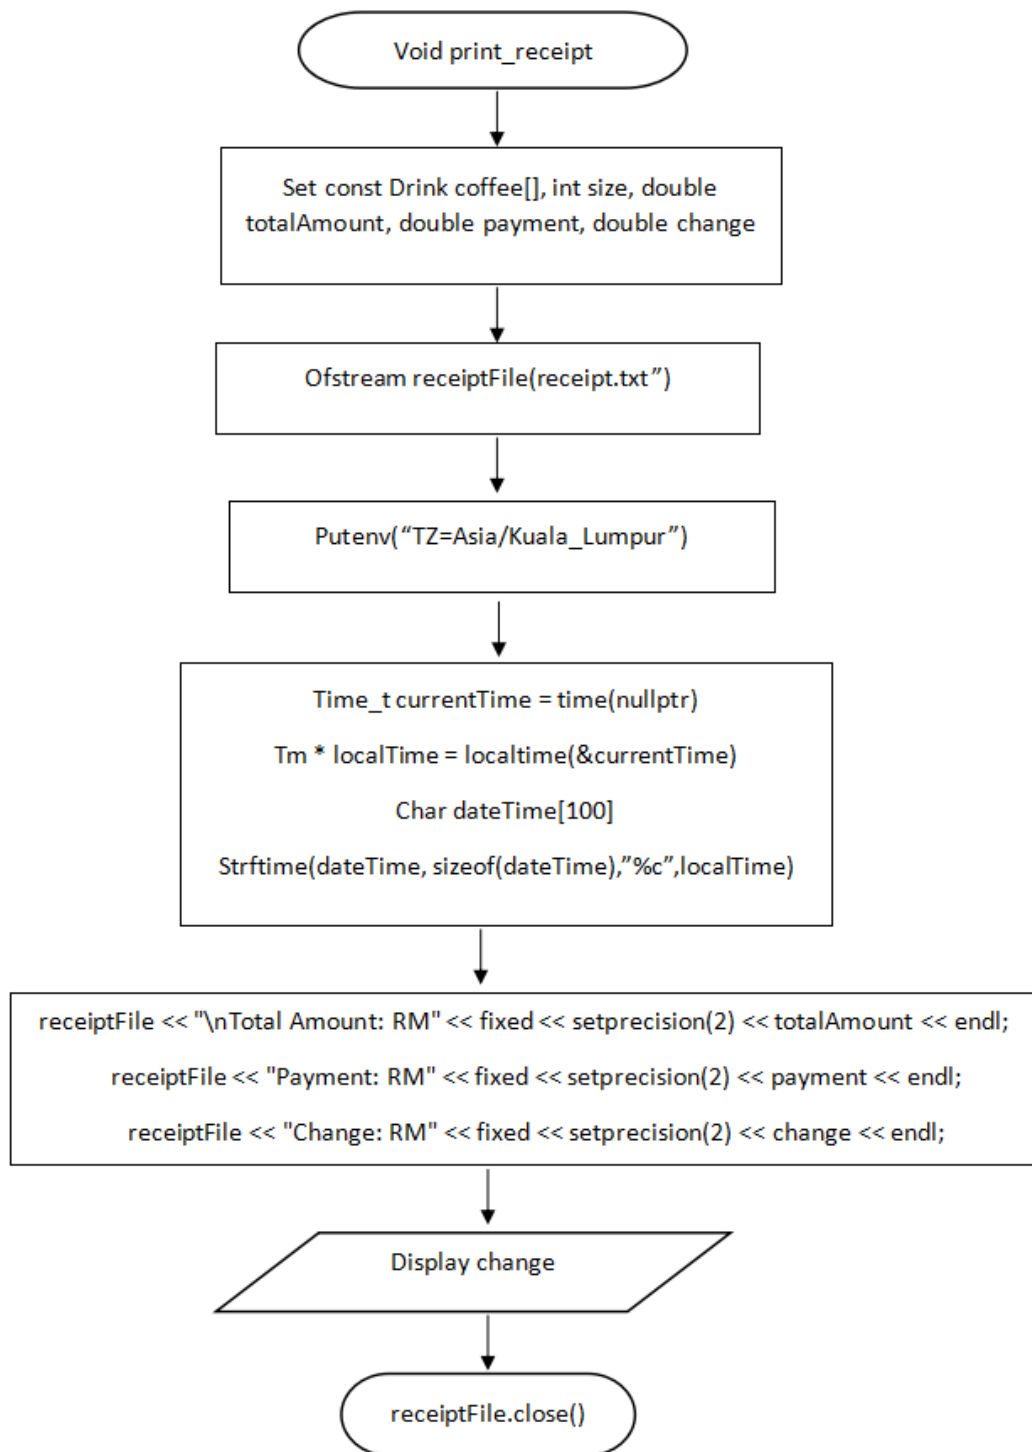 Void print_receipt
Set const Drink coffee[], int size, double
totalAmount, double payment, double change
Ofstream receiptFile(receipt.txt”)
Putenv(“TZ=Asia/Kuala_Lumpur”)
Time_t currentTime = time(nullptr)
Tm * localTime = localtime(&currentTime)
Char dateTime[100]
Strftime(dateTime, sizeof(dateTime),”%c”,localTime)
receiptFile << "\nTotal Amount: RM" << fixed << setprecision(2) << totalAmount << endl;
receiptFile << "Payment: RM" << fixed << setprecision(2) << payment << endl;
receiptFile << "Change: RM" << fixed << setprecision(2) << change << endl;
Display change
receiptFile.close()